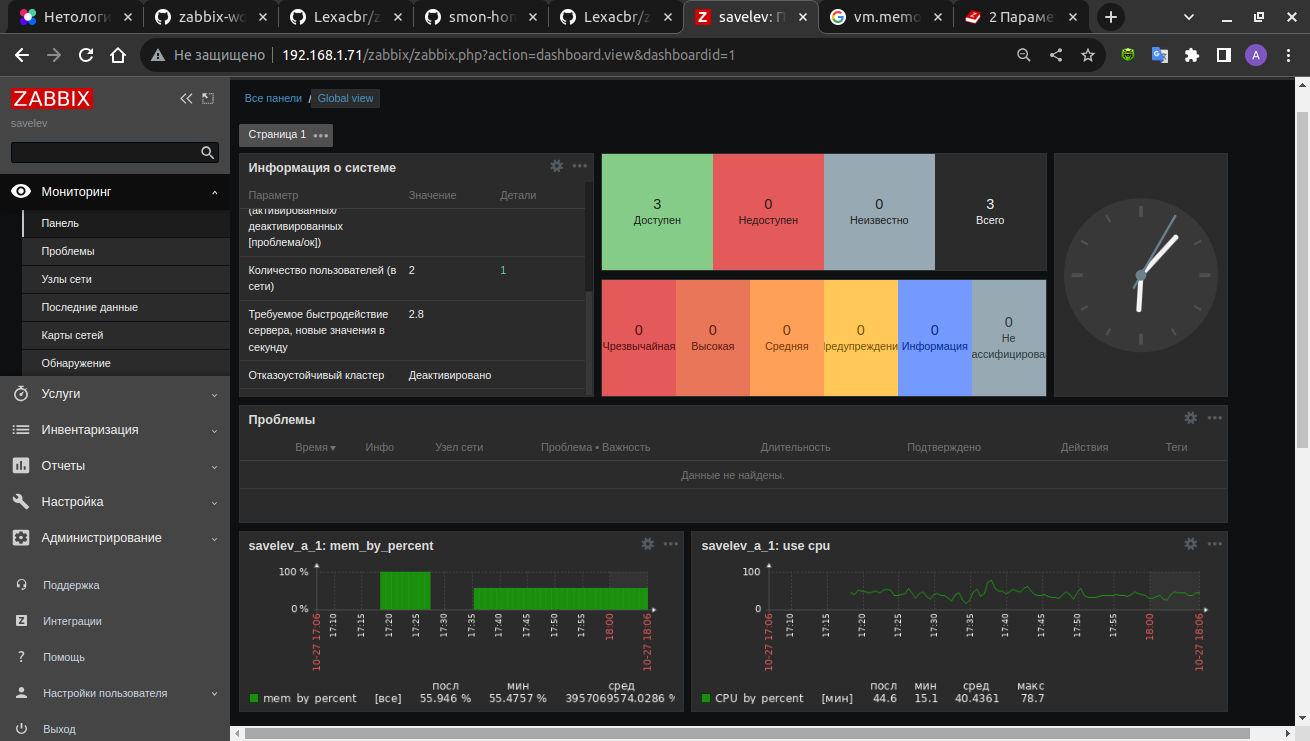 Нетологи
zabbix-wo
Lexacbr/z
smon-hon
Lexacbr/z
savelev: П
vm.memo
2 Параме
Не защищено
192.168.1.71/zabbix/zabbix.php?action=dashboard.view&dashboardid=1
A
ZABBIX
savelev
Мониторинг
Панель
Проблемы
Узлы сети
Последние данные
Карты сетей
Обнаружение
Услуги
Инвентаризация
Отчеты
Настройка
Администрирование
Поддержка
Z Интеграции
? Помощь
Настройки пользователя
Выход
Все панели / Global view
Страница 1
Информация о системе
Параметр Значение Детали
(активированных/
деактивированных
[проблема/ок])
Количество пользователей (в
сети)
2 1
Требуемое быстродействие
сервера, новые значения в
секунду
2.8
Отказоустойчивый кластер Деактивировано
3
Доступен
0
Недоступен
0
Неизвестно
3
Всего
0
Чрезвычайная
0
Высокая
0
Средняя
0
редупреждени
0
Информация
0
Не
ассифицирова
Проблемы
Время Инфо Узел сети Проблема • Важность Длительность Подтверждено Действия Теги
Данные не найдены.
savelev_a_1: mem_by_percent
100 %
0 %
10-27 17:06 17:10 17:15 17:20 17:25 17:30 17:35 17:40 17:45 17:50 17:55 18:00 10-27 18:06
посл мин сред
mem_by_percent [все] 55.946 % 55.4757 % 3957069574.0286 %
savelev_a_1: use cpu
100
0
10-27 17:06 17:10 17:15 17:20 17:25 17:30 17:35 17:40 17:45 17:50 17:55 18:00 10-27 18:06
посл мин сред макс
CPU_by_percent [мин] 44.6 15.1 40.4361 78.7